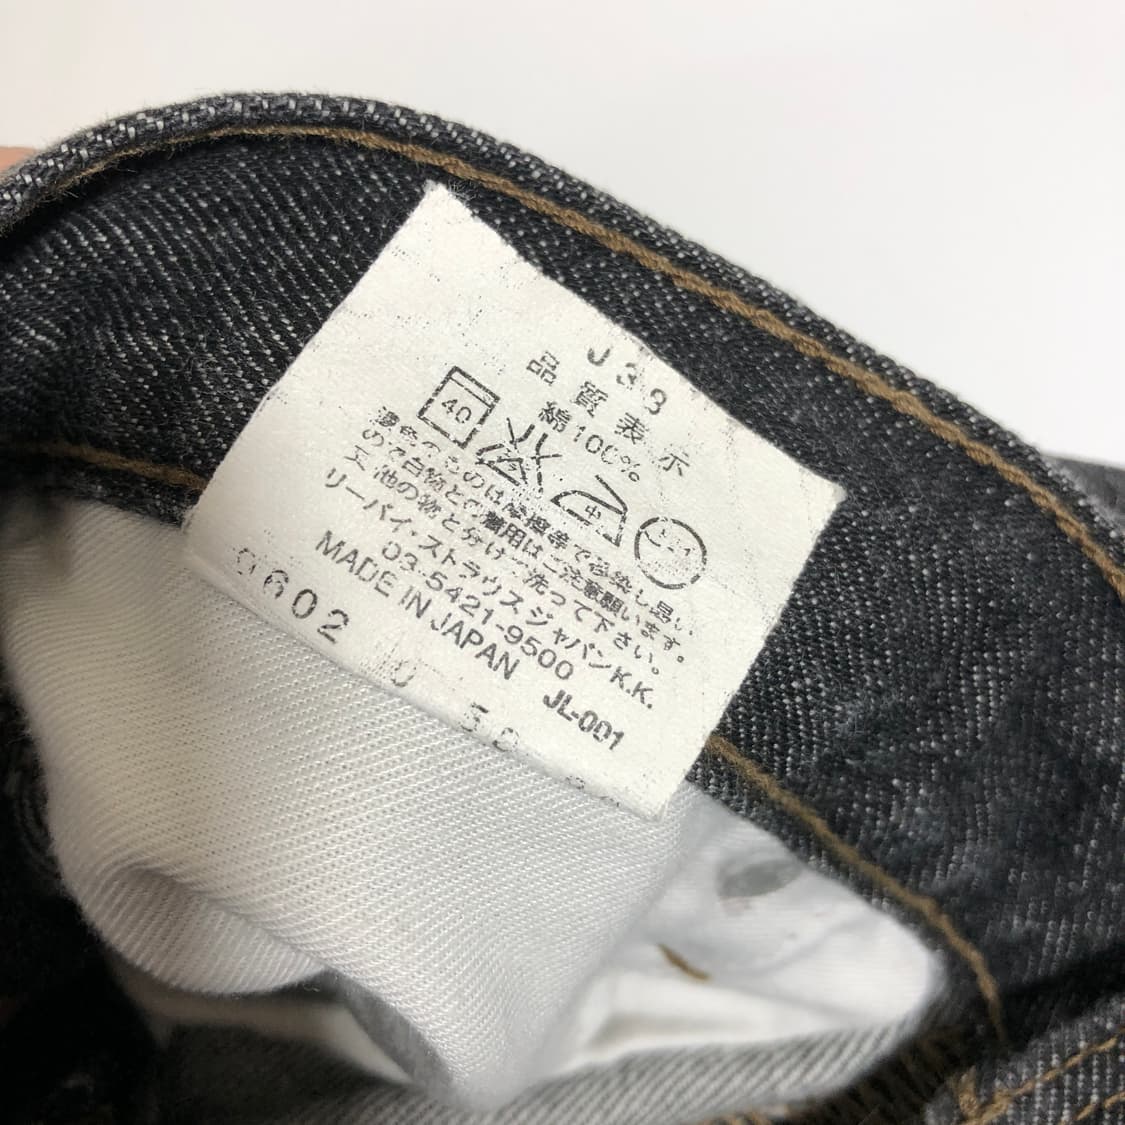 J33
品質表示
綿100%
40
中
濃色のものは摩擦等で移染し易い
ので白物とのご着用はご注意願います。
又他の物と分けて洗って下さい。
リーバイ.ストラウスジャパンK.K.
03-5421-9500
MADE IN JAPAN JL-001
0602